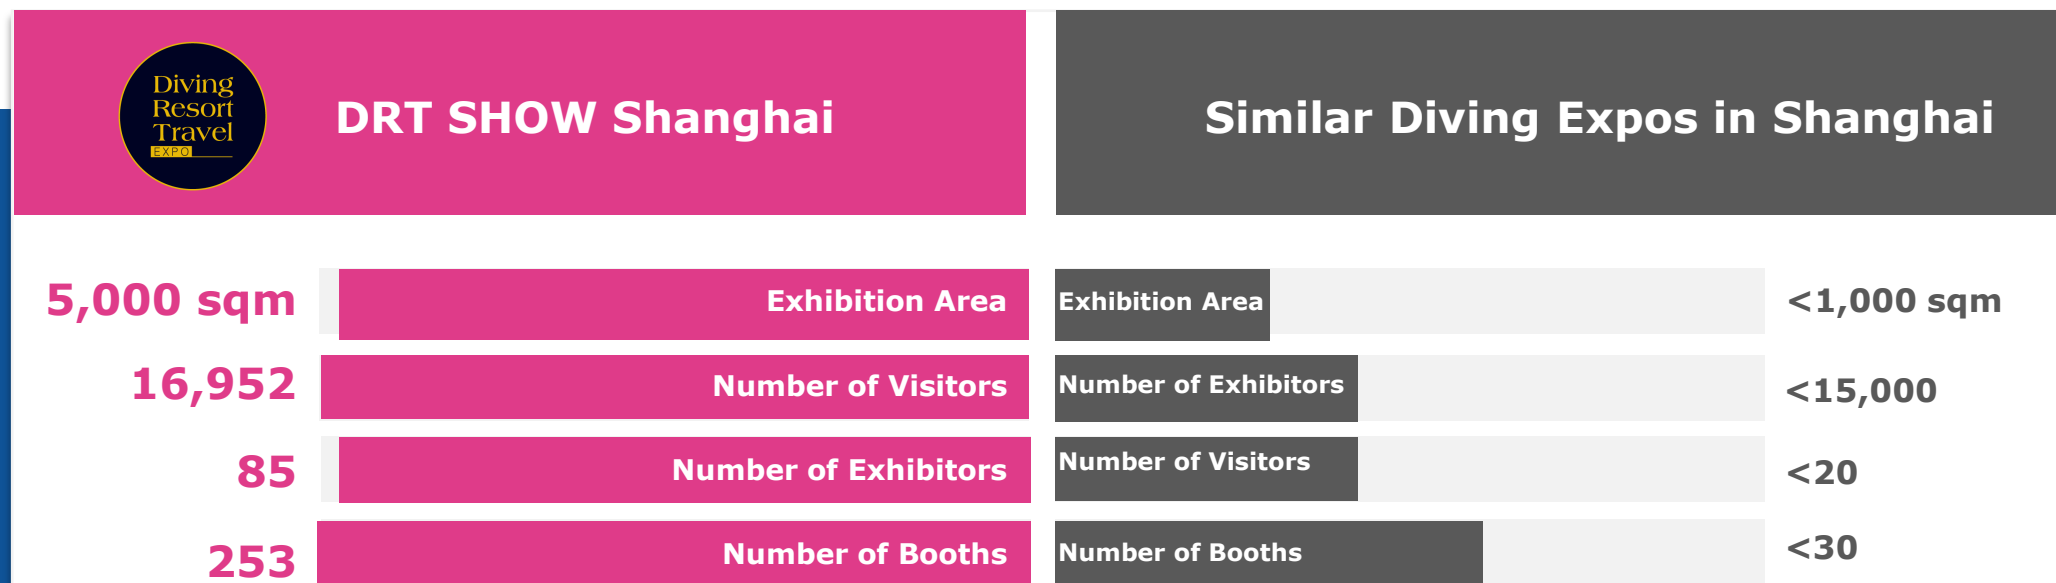 Diving
Resort
Travel
EXPO
DRT SHOW Shanghai
Similar Diving Expos in Shanghai
5,000 sqm
Exhibition Area
Exhibition Area
<1,000 sqm
16,952
Number of Visitors
Number of Exhibitors
<15,000
85
Number of Exhibitors
Number of Visitors
<20
253
Number of Booths
Number of Booths
<30